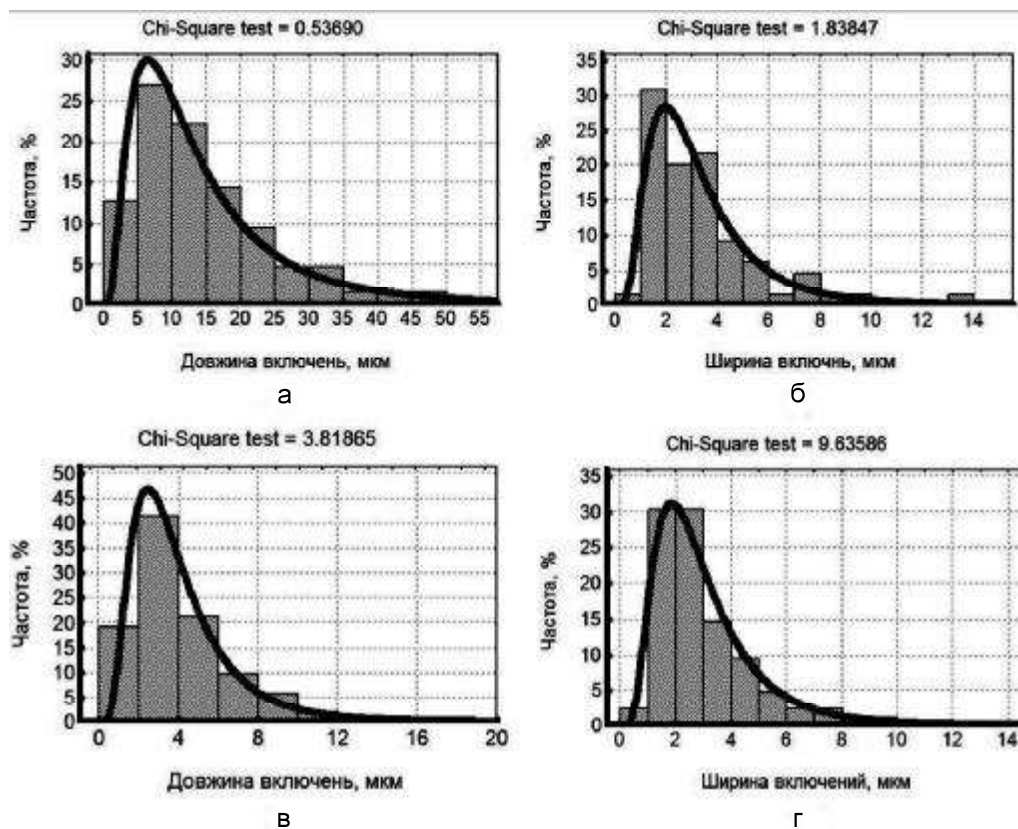 Chi-Square test = 0.53690
Частота, %
30
25
20
15
10
5
0
0 5 10 15 20 25 10 15 20 25 55
Довжина включень, мкм
а
Chi-Square test = 1.83847
Частота, %
35
30
25
20
15
10
5
0
0 2 4 6 8 10 12 14
Ширина включнь, мкм
б
Chi-Square test = 3.81865
Частота, %
50
45
40
35
30
25
20
15
10
5
0
0 4 8 12 16 20
Довжина включень, мкм
в
Chi-Square test = 9.63586
Частота, %
35
30
25
20
15
10
5
0
0 2 4 6 8 10 12 14
Ширина включений, мкм
г